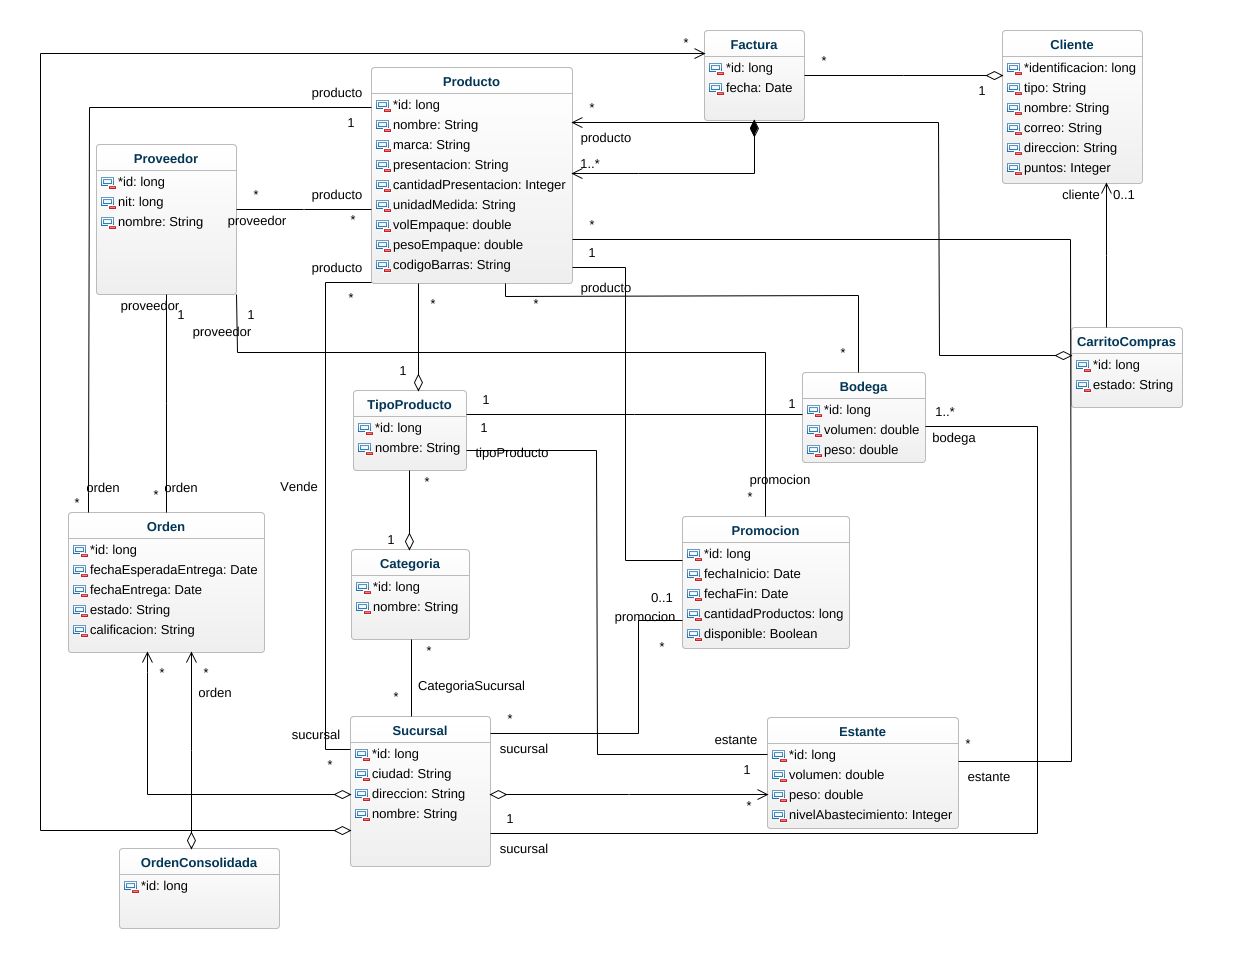 Factura
*id: long
fecha: Date
*
*
1
Cliente
*identificacion: long
tipo: String
nombre: String
correo: String
direccion: String
puntos: Integer
cliente
0..1
Producto
*id: long
nombre: String
marca: String
presentacion: String
cantidadPresentacion: Integer
unidadMedida: String
volEmpaque: double
pesoEmpaque: double
codigoBarras: String
producto
1
producto
*
producto
*
*
producto
1..*
*
1
producto
*
*
Proveedor
*id: long
nit: long
nombre: String
*
proveedor
proveedor
1
1
proveedor
CarritoCompras
*id: long
estado: String
1
TipoProducto
*id: long
nombre: String
1
1
1
tipoProducto
*
*
Bodega
*id: long
volumen: double
peso: double
1..*
bodega
orden
*
orden
*
Vende
Orden
*id: long
fechaEsperadaEntrega: Date
fechaEntrega: Date
estado: String
calificacion: String
*
*
orden
1
Categoria
*id: long
nombre: String
*
*
CategoriaSucursal
promocion
*
Promocion
*id: long
fechaInicio: Date
fechaFin: Date
cantidadProductos: long
disponible: Boolean
0..1
promocion
*
sucursal
*
Sucursal
*id: long
ciudad: String
direccion: String
nombre: String
*
sucursal
1
sucursal
estante
1
*
Estante
*id: long
volumen: double
peso: double
nivelAbastecimiento: Integer
*
estante
OrdenConsolidada
*id: long